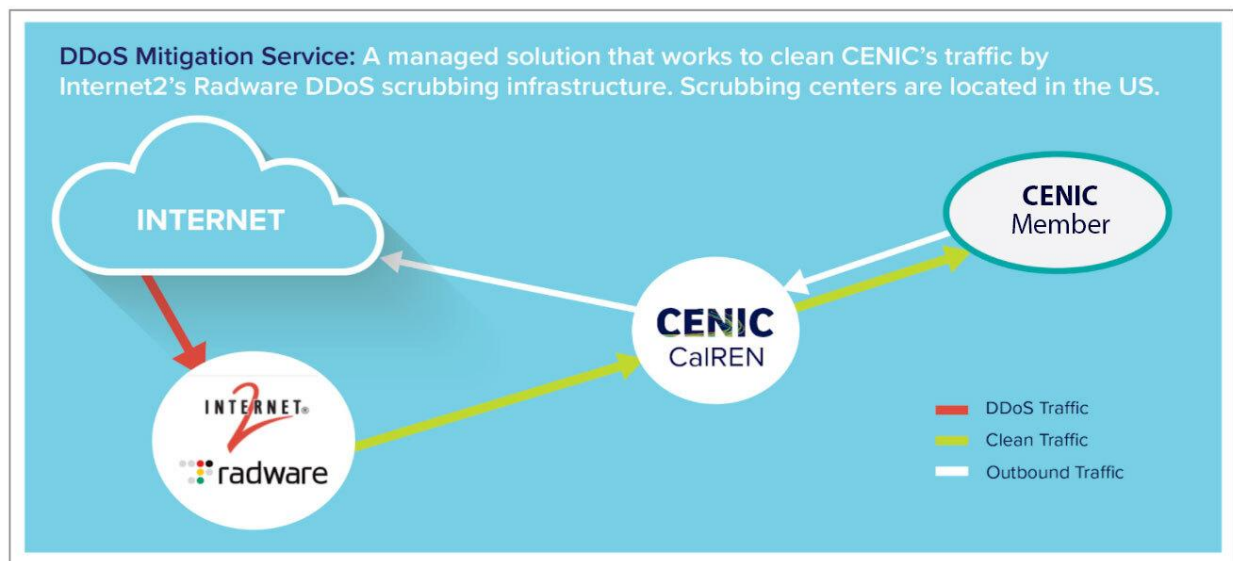 DDoS Mitigation Service: A managed solution that works to clean CENIC's traffic by
Internet2's Radware DDoS scrubbing infrastructure. Scrubbing centers are located in the US.
INTERNET
CENIC
Member
CENIC
CalREN
INTERNET®
2
radware
DDoS Traffic
Clean Traffic
Outbound Traffic